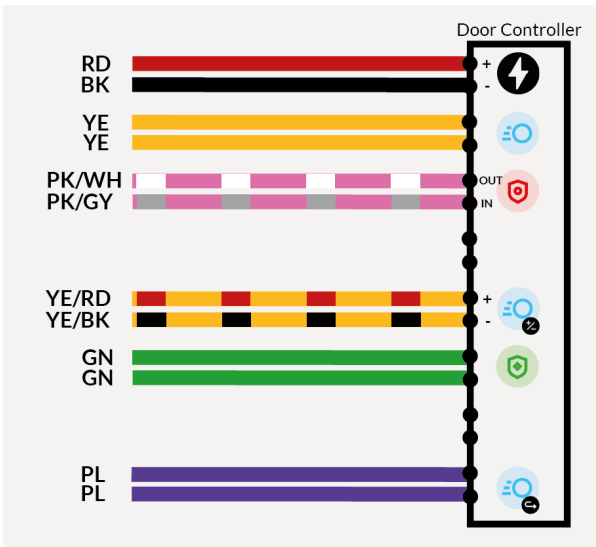 Door Controller
RD +
BK -
YE
YE
PK/WH OUT
PK/GY IN
YE/RD +
YE/BK -
GN
GN
PL
PL